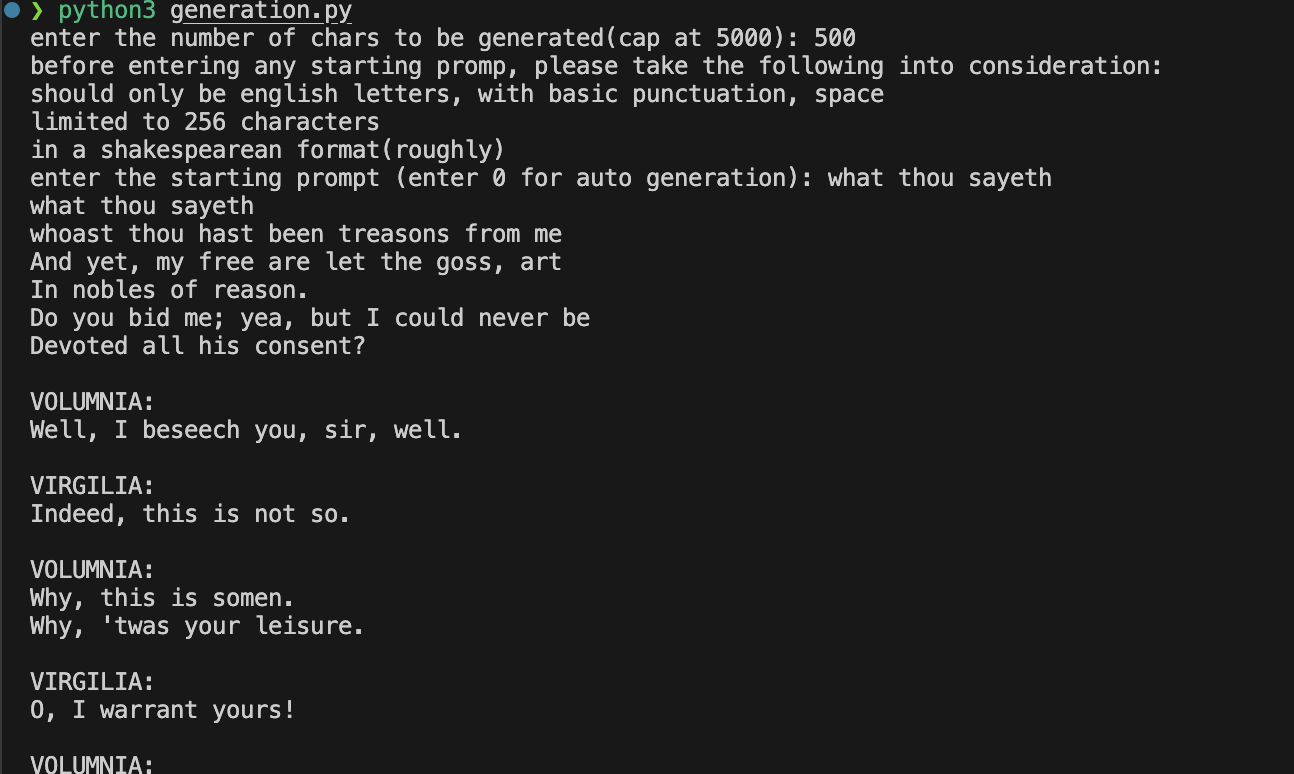 ❯ python3 generation.py
enter the number of chars to be generated(cap at 5000): 500
before entering any starting promp, please take the following into consideration:
should only be english letters, with basic punctuation, space
limited to 256 characters
in a shakespearean format(roughly)
enter the starting prompt (enter 0 for auto generation): what thou sayeth
what thou sayeth
whoast thou hast been treasons from me
And yet, my free are let the goss, art
In nobles of reason.
Do you bid me; yea, but I could never be
Devoted all his consent?

VOLUMNIA:
Well, I beseech you, sir, well.

VIRGILIA:
Indeed, this is not so.

VOLUMNIA:
Why, this is somen.
Why, 'twas your leisure.

VIRGILIA:
O, I warrant yours!

VOLUMNIA: